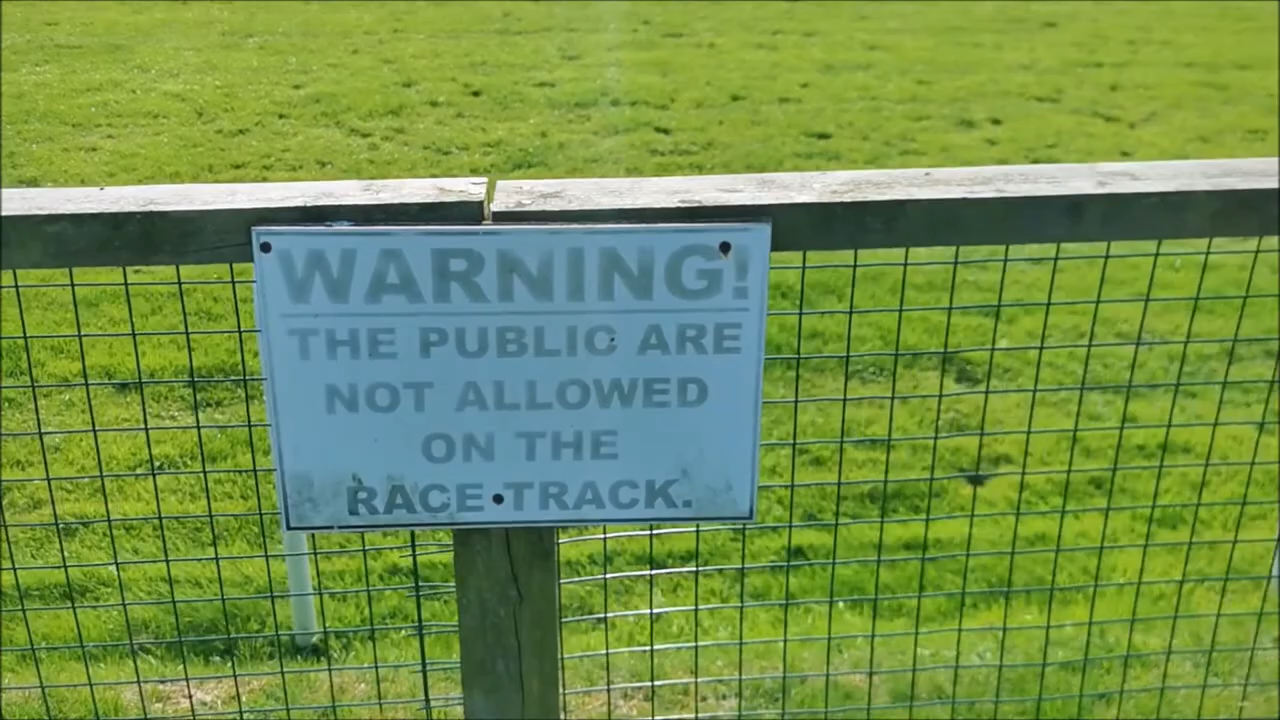 WARNING!
THE PUBLIC ARE
NOT ALLOWED
ON THE
RACE TRACK.